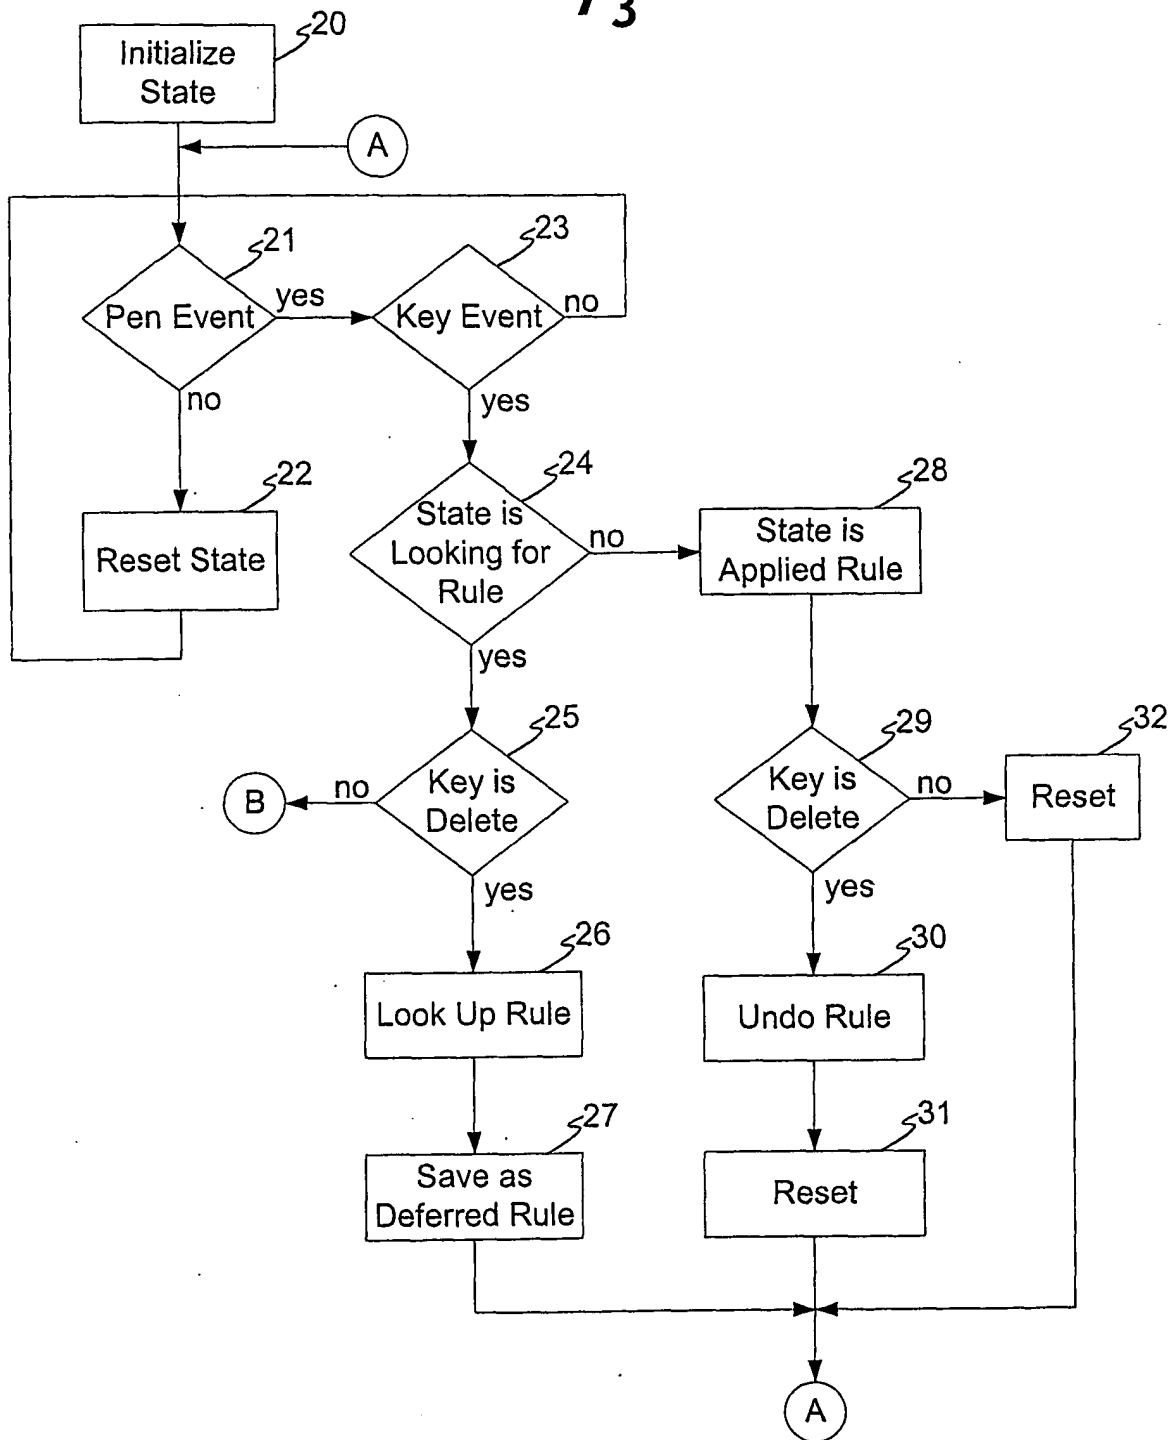 3
20
Initialize
State
A
21
23
Pen Event
yes
Key Event
no
no
yes
22
24
28
Reset State
State is
Looking for
Rule
no
State is
Applied Rule
yes
25
29
32
B
no
Key is
Delete
Key is
Delete
no
Reset
yes
yes
26
30
Look Up Rule
Undo Rule
27
31
Save as
Deferred Rule
Reset
A